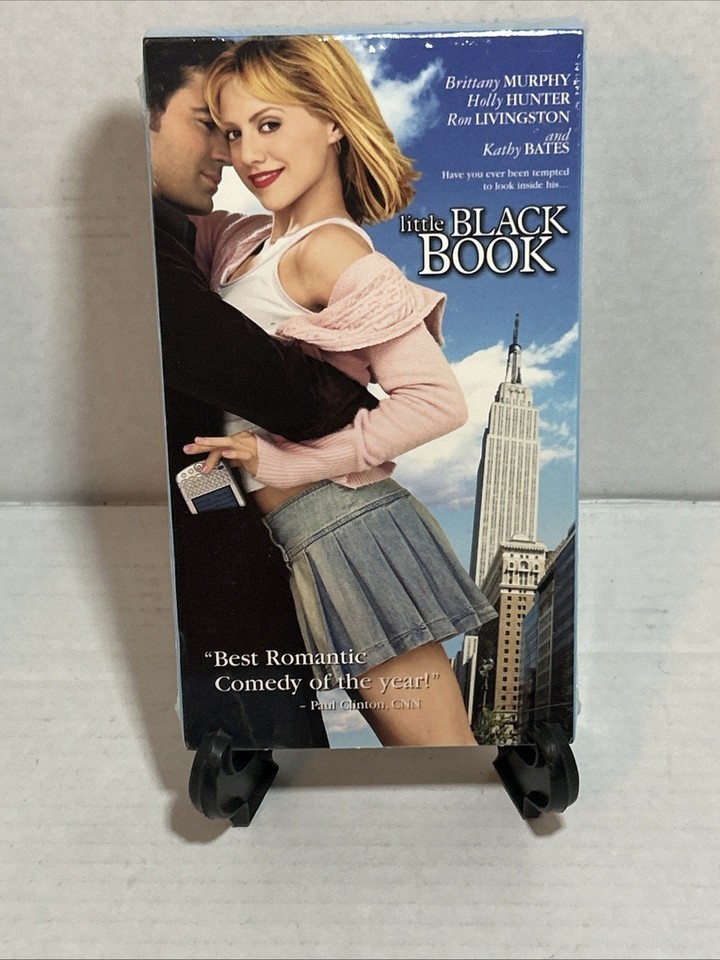 Brittany MURPHY
Holly HUNTER
Ron LIVINGSTON
and
Kathy BATES
Have you ever been tempted
to look inside his...
little BLACK
BOOK
"Best Romantic
Comedy of the year!"
- Paul Clinton, CNN